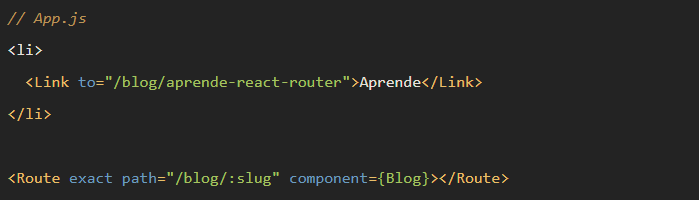 // App.js
<li>
  <Link to="/blog/aprende-react-router">Aprende</Link>
</li>

<Route exact path="/blog/:slug" component={Blog}></Route>